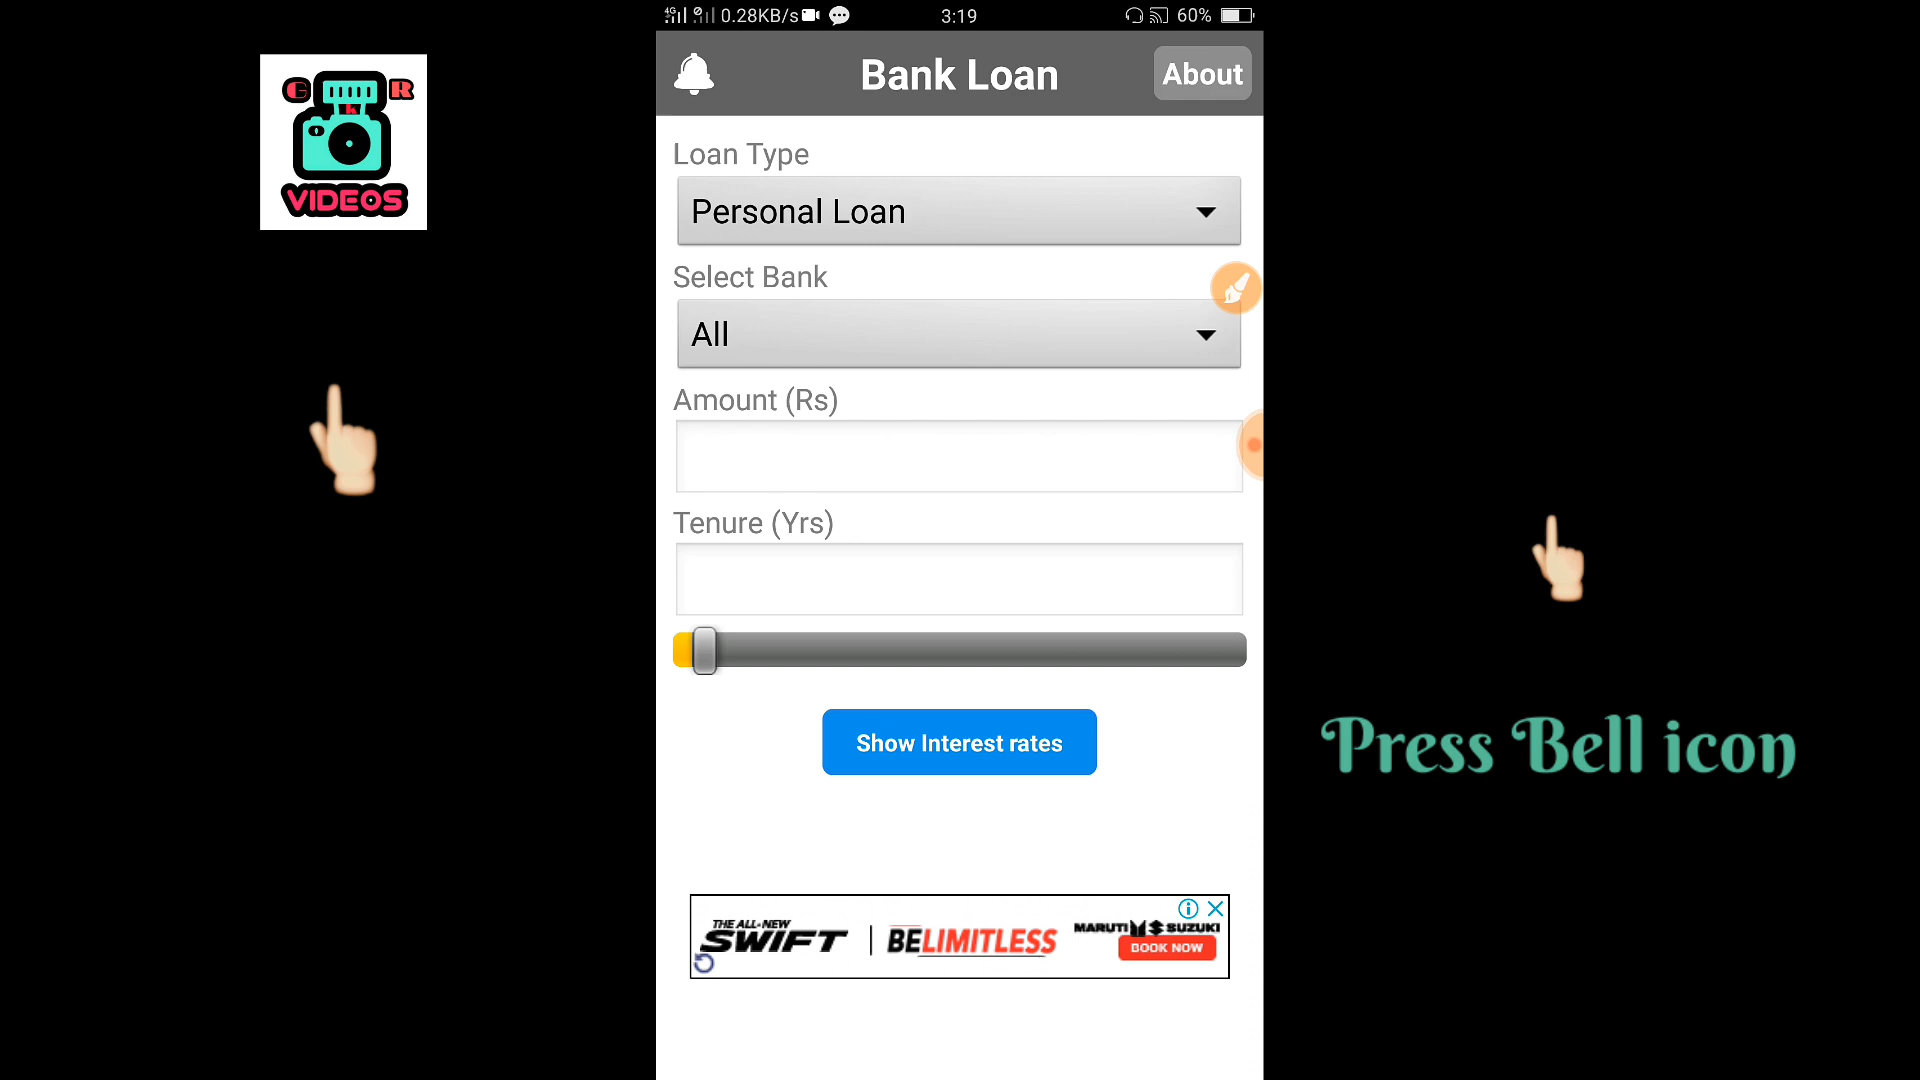 4G 0.28KB/s 3:19 60%
G R
k
VIDEOS
Bank Loan
About
Loan Type
Personal Loan
Select Bank
All
Amount (Rs)
Tenure (Yrs)
Show Interest rates
Press Bell icon
THE ALL-NEW
SWIFT
BELIMITLESS
MARUTI SUZUKI
BOOK NOW